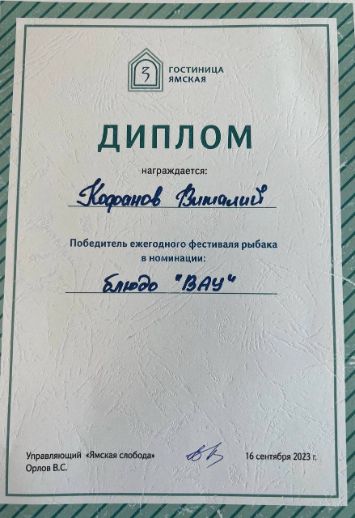 ГОСТИНИЦА
ЯМСКАЯ
ДИПЛОМ
награждается:
Кофанов Виталий
Победитель ежегодного фестиваля рыбака
в номинации:
блюдо "ВАУ"
Управляющий «Ямская слобода»
Орлов В.С.
16 сентября 2023 г.